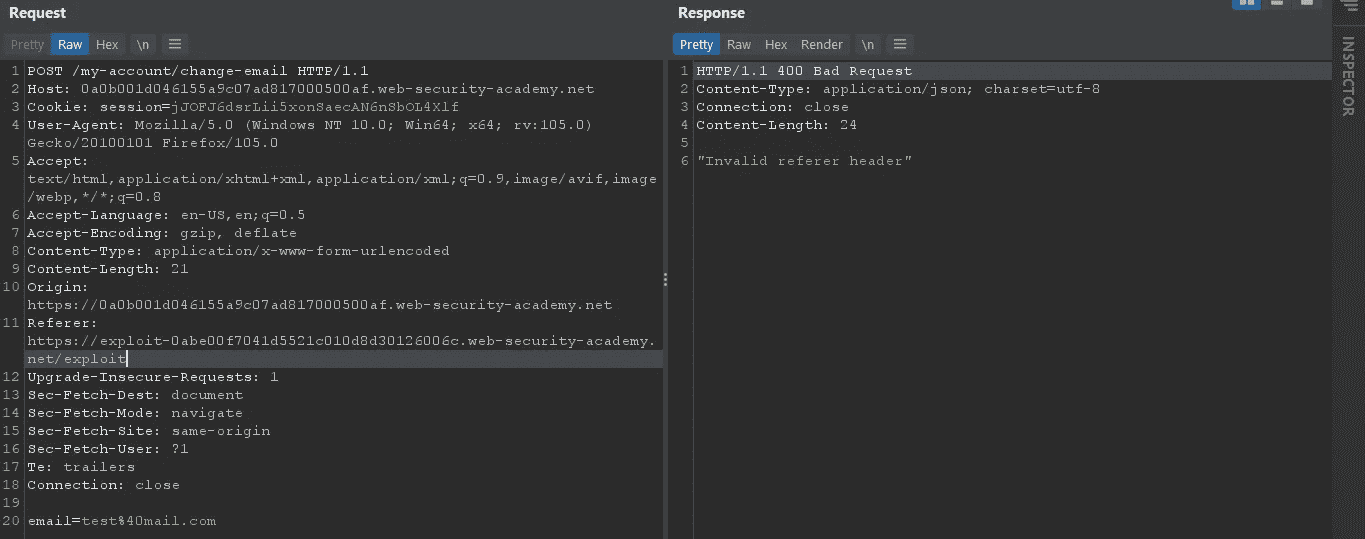 Request
Pretty Raw Hex \n
1 POST /my-account/change-email HTTP/1.1
2 Host: 0a0b001d046155a9c07ad817000500af.web-security-academy.net
3 Cookie: session=jJOFJ6dsrLii5xonSaecAN6nSbOL4Xlf
4 User-Agent: Mozilla/5.0 (Windows NT 10.0; Win64; x64; rv:105.0)
Gecko/20100101 Firefox/105.0
5 Accept:
text/html,application/xhtml+xml,application/xml;q=0.9,image/avif,image
/webp,*/*;q=0.8
6 Accept-Language: en-US,en;q=0.5
7 Accept-Encoding: gzip, deflate
8 Content-Type: application/x-www-form-urlencoded
9 Content-Length: 21
10 Origin:
https://0a0b001d046155a9c07ad817000500af.web-security-academy.net
11 Referer:
https://exploit-0abe00f7041d5521c010d8d30126006c.web-security-academy.
net/exploit
12 Upgrade-Insecure-Requests: 1
13 Sec-Fetch-Dest: document
14 Sec-Fetch-Mode: navigate
15 Sec-Fetch-Site: same-origin
16 Sec-Fetch-User: ?1
17 Te: trailers
18 Connection: close
19
20 email=test%40mail.com
Response
Pretty Raw Hex Render \n
1 HTTP/1.1 400 Bad Request
2 Content-Type: application/json; charset=utf-8
3 Connection: close
4 Content-Length: 24
5
6 "Invalid referer header"
INSPECTOR